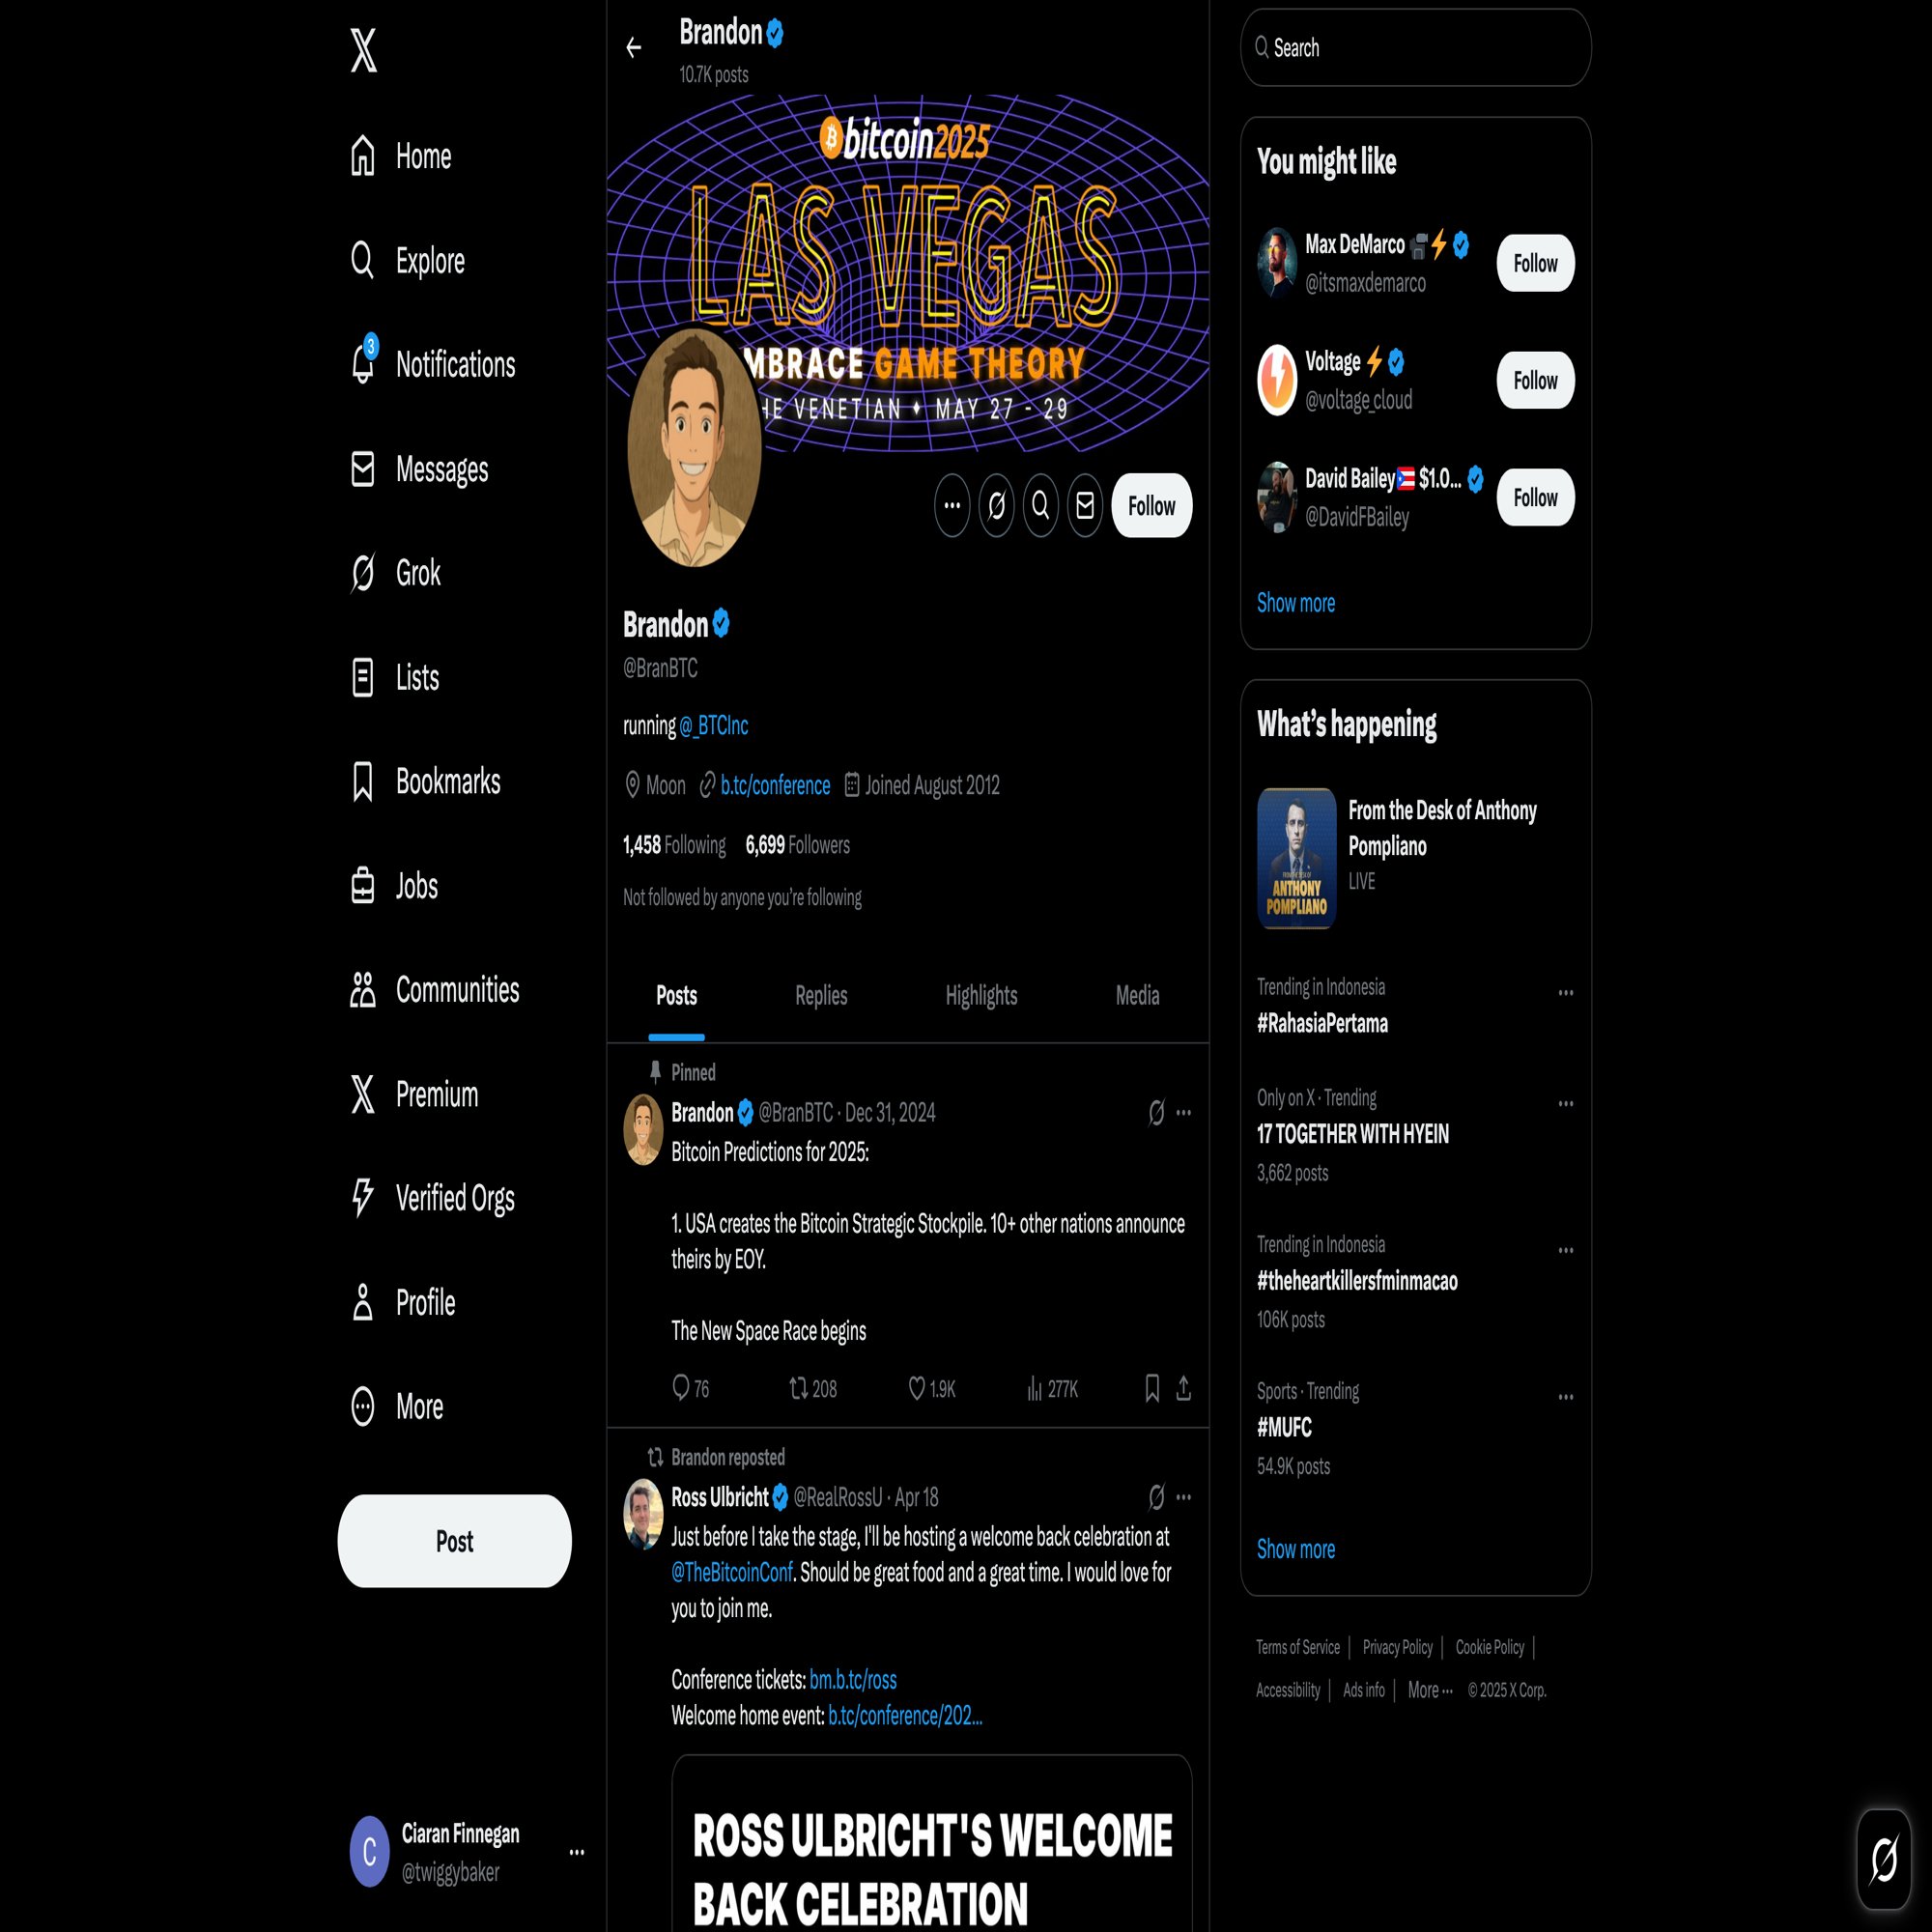 Home
Explore
3
Notifications
Messages
Grok
Lists
Bookmarks
Jobs
Communities
Premium
Verified Orgs
Profile
More
Post
C
Ciaran Finnegan
@twiggybaker
Brandon
10.7K posts
bitcoin2025
LAS VEGAS
MBRACE GAME THEORY
HE VENETIAN ♦ MAY 27 - 29
Follow
Brandon
@BranBTC
running @_BTCInc
Moon b.tc/conference Joined August 2012
1,458 Following 6,699 Followers
Not followed by anyone you're following
Posts Replies Highlights Media
Pinned
Brandon @BranBTC · Dec 31, 2024
Bitcoin Predictions for 2025:
1. USA creates the Bitcoin Strategic Stockpile. 10+ other nations announce
theirs by EOY.
The New Space Race begins
76 208 1.9K 277K
Brandon reposted
Ross Ulbricht @RealRossU · Apr 18
Just before I take the stage, I'll be hosting a welcome back celebration at
@TheBitcoinConf. Should be great food and a great time. I would love for
you to join me.
Conference tickets: bm.b.tc/ross
Welcome home event: b.tc/conference/202...
ROSS ULBRICHT'S WELCOME
BACK CELEBRATION
Search
You might like
Max DeMarco
@itsmaxdemarco
Follow
Voltage
@voltage_cloud
Follow
David Bailey🇵🇷 $1.0...
@DavidFBailey
Follow
Show more
What's happening
From the Desk of Anthony
Pompliano
LIVE
ANTHONY
POMPLIANO
Trending in Indonesia
#RahasiaPertama
Only on X · Trending
17 TOGETHER WITH HYEIN
3,662 posts
Trending in Indonesia
#theheartkillersfminmacao
106K posts
Sports · Trending
#MUFC
54.9K posts
Show more
Terms of Service | Privacy Policy | Cookie Policy |
Accessibility | Ads info | More ··· © 2025 X Corp.